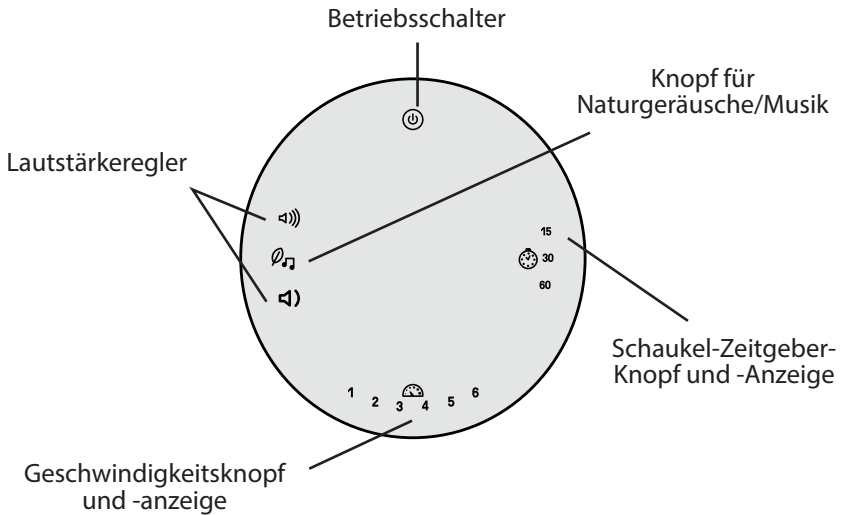 Betriebsschalter
Knopf für
Naturgeräusche/Musik
Lautstärkeregler
15
30
60
Schaukel-Zeitgeber-
Knopf und -Anzeige
1 2 3 4 5 6
Geschwindigkeitsknopf
und -anzeige